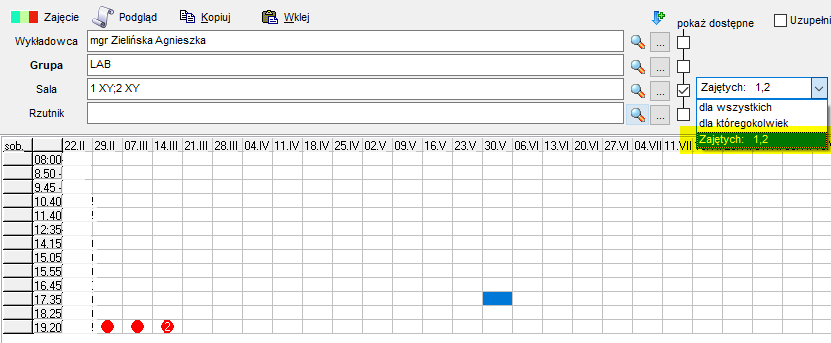 Zajęcie Podgląd Kopiuj Wklej
pokaż dostępne Uzupełni
Wykładowca mgr Zielińska Agnieszka ...
Grupa LAB ...
Sala 1 XY;2 XY ... Zajętych: 1,2
Rzutnik ... dla wszystkich
dla któregokolwiek
Zajętych: 1,2
sob. 22.II 29.II 07.III 14.III 21.III 28.III 04.IV 11.IV 18.IV 25.IV 02.V 09.V 16.V 23.V 30.V 06.VI 13.VI 20.VI 27.VI 04.VII 11.VII
08:00
8.50 -
9.45 -
10.40
11.40
12:35
14.15
15.05
15.55
16.45
17.35
18.25
19.20 2